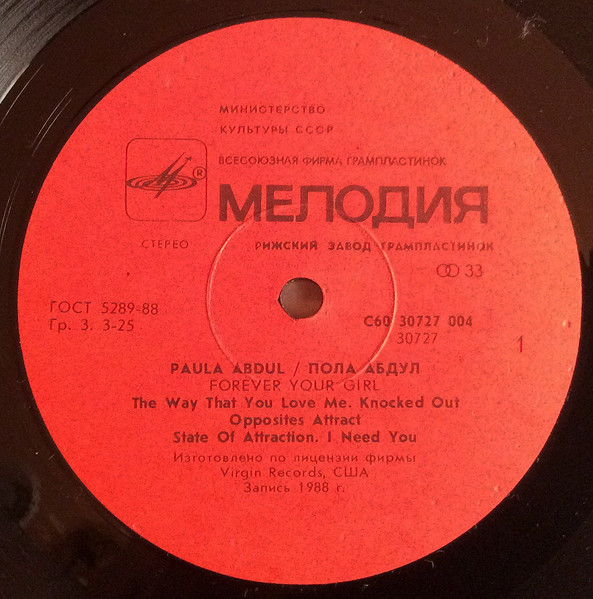 МИНИСТЕРСТВО
КУЛЬТУРЫ СССР
ВСЕСОЮЗНАЯ ФИРМА ГРАМПЛАСТИНОК
®
МЕЛОДИЯ
СТЕРЕО
РИЖСКИЙ ЗАВОД ГРАМПЛАСТИНОК
33
ГОСТ 5289-88
Гр. 3. 3-25
С60 30727 004
30727
1
PAULA ABDUL / ПОЛА АБДУЛ
FOREVER YOUR GIRL
The Way That You Love Me. Knocked Out
Opposites Attract
State Of Attraction. I Need You
Изготовлено по лицензии фирмы
Virgin Records, США
Запись 1988 г.